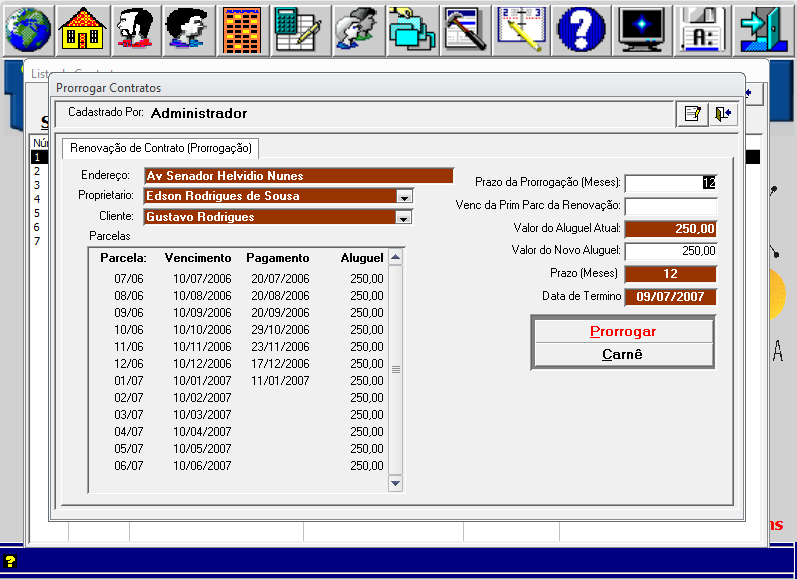 2 3
A:
Prorrogar Contratos
Cadastrado Por: Administrador
Renovação de Contrato (Prorrogação)
Endereço: Av Senador Helvidio Nunes
Proprietario: Edson Rodrigues de Sousa
Cliente: Gustavo Rodrigues
Parcelas
Parcela: Vencimento Pagamento Aluguel
07/06 10/07/2006 20/07/2006 250,00
08/06 10/08/2006 20/08/2006 250,00
09/06 10/09/2006 20/09/2006 250,00
10/06 10/10/2006 29/10/2006 250,00
11/06 10/11/2006 23/11/2006 250,00
12/06 10/12/2006 17/12/2006 250,00
01/07 10/01/2007 11/01/2007 250,00
02/07 10/02/2007 250,00
03/07 10/03/2007 250,00
04/07 10/04/2007 250,00
05/07 10/05/2007 250,00
06/07 10/06/2007 250,00
Prazo da Prorrogação (Meses): 12
Venc da Prim Parc da Renovação:
Valor do Aluguel Atual: 250,00
Valor do Novo Aluguel: 250,00
Prazo (Meses) 12
Data de Termino 09/07/2007
Prorrogar
Carnê
1
2
3
4
5
6
7
A
?